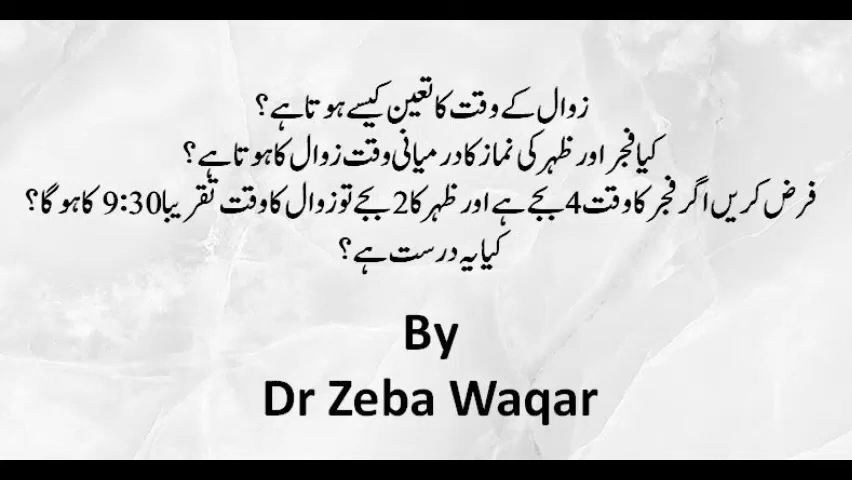 زوال کے وقت کا تعین کیسے ہوتا ہے؟
کیا فجر اور ظہر کی نماز کا درمیانی وقت زوال کا ہوتا ہے؟
فرض کریں اگر فجر کا وقت 4 بجے ہے اور ظہر کا 2 بجے تو زوال کا وقت تقریبا 9:30 کا ہوگا؟
کیا یہ درست ہے؟
By
Dr Zeba Waqar